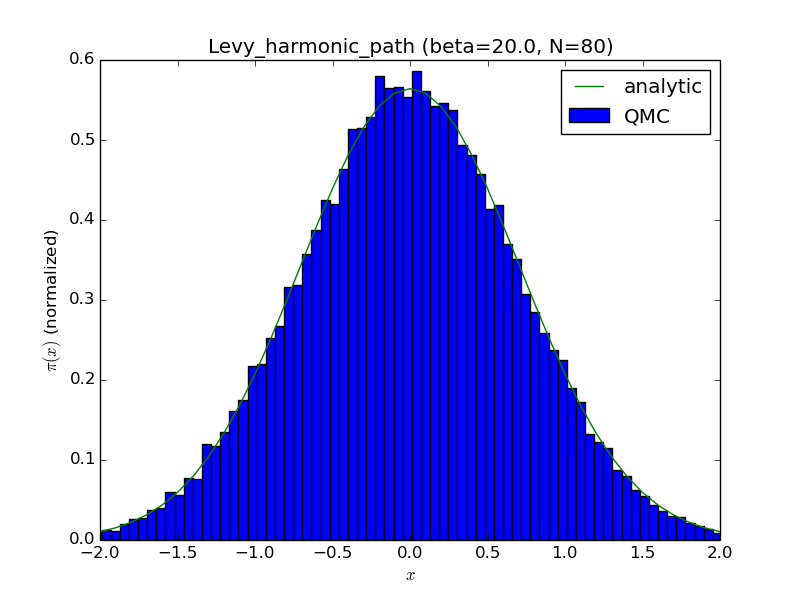 Levy_harmonic_path (beta=20.0, N=80)
0.6
0.5
0.4
0.3
0.2
0.1
0.0
π(x) (normalized)
analytic
QMC
−2.0 −1.5 −1.0 −0.5 0.0 0.5 1.0 1.5 2.0
x